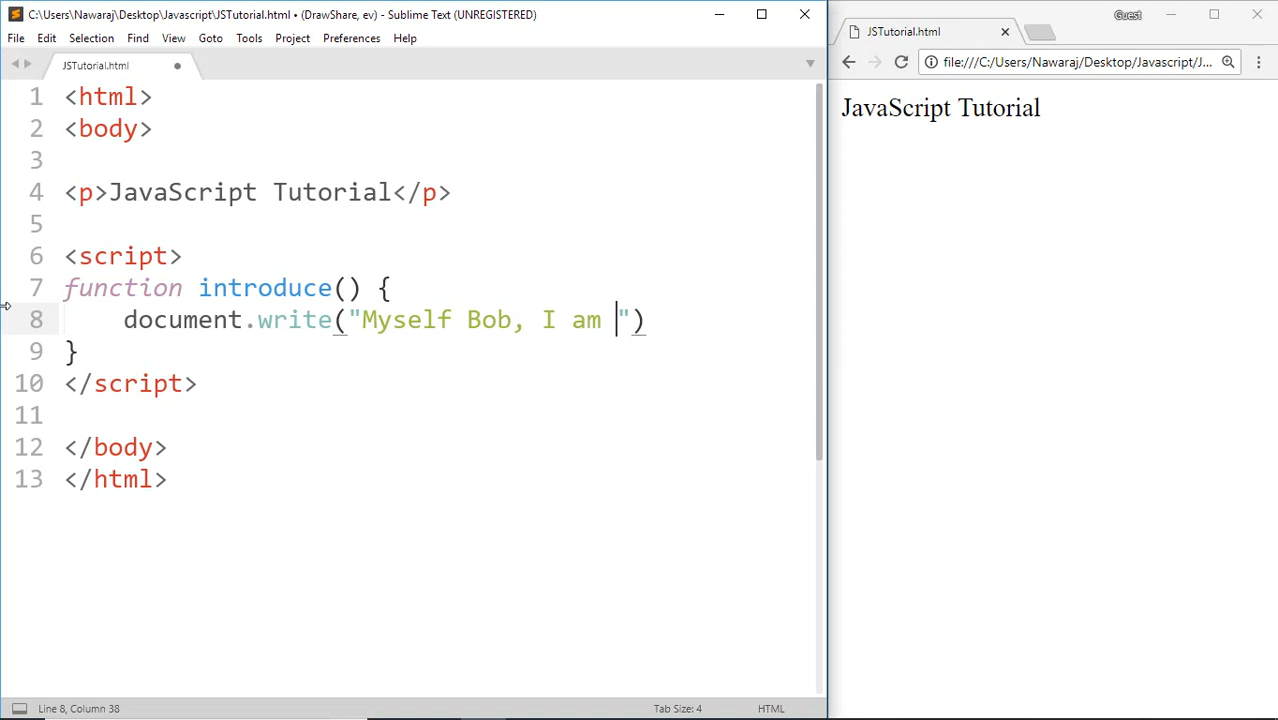 C:\Users\Nawaraj\Desktop\Javascript\JSTutorial.html • (DrawShare, ev) - Sublime Text (UNREGISTERED)
File Edit Selection Find View Goto Tools Project Preferences Help
JSTutorial.html
1 <html>
2 <body>
3
4 <p>JavaScript Tutorial</p>
5
6 <script>
7 function introduce() {
8 document.write("Myself Bob, I am ")
9 }
10 </script>
11
12 </body>
13 </html>
Line 8, Column 38 Tab Size: 4 HTML
Guest
JSTutorial.html
file:///C:/Users/Nawaraj/Desktop/Javascript/J...
JavaScript Tutorial